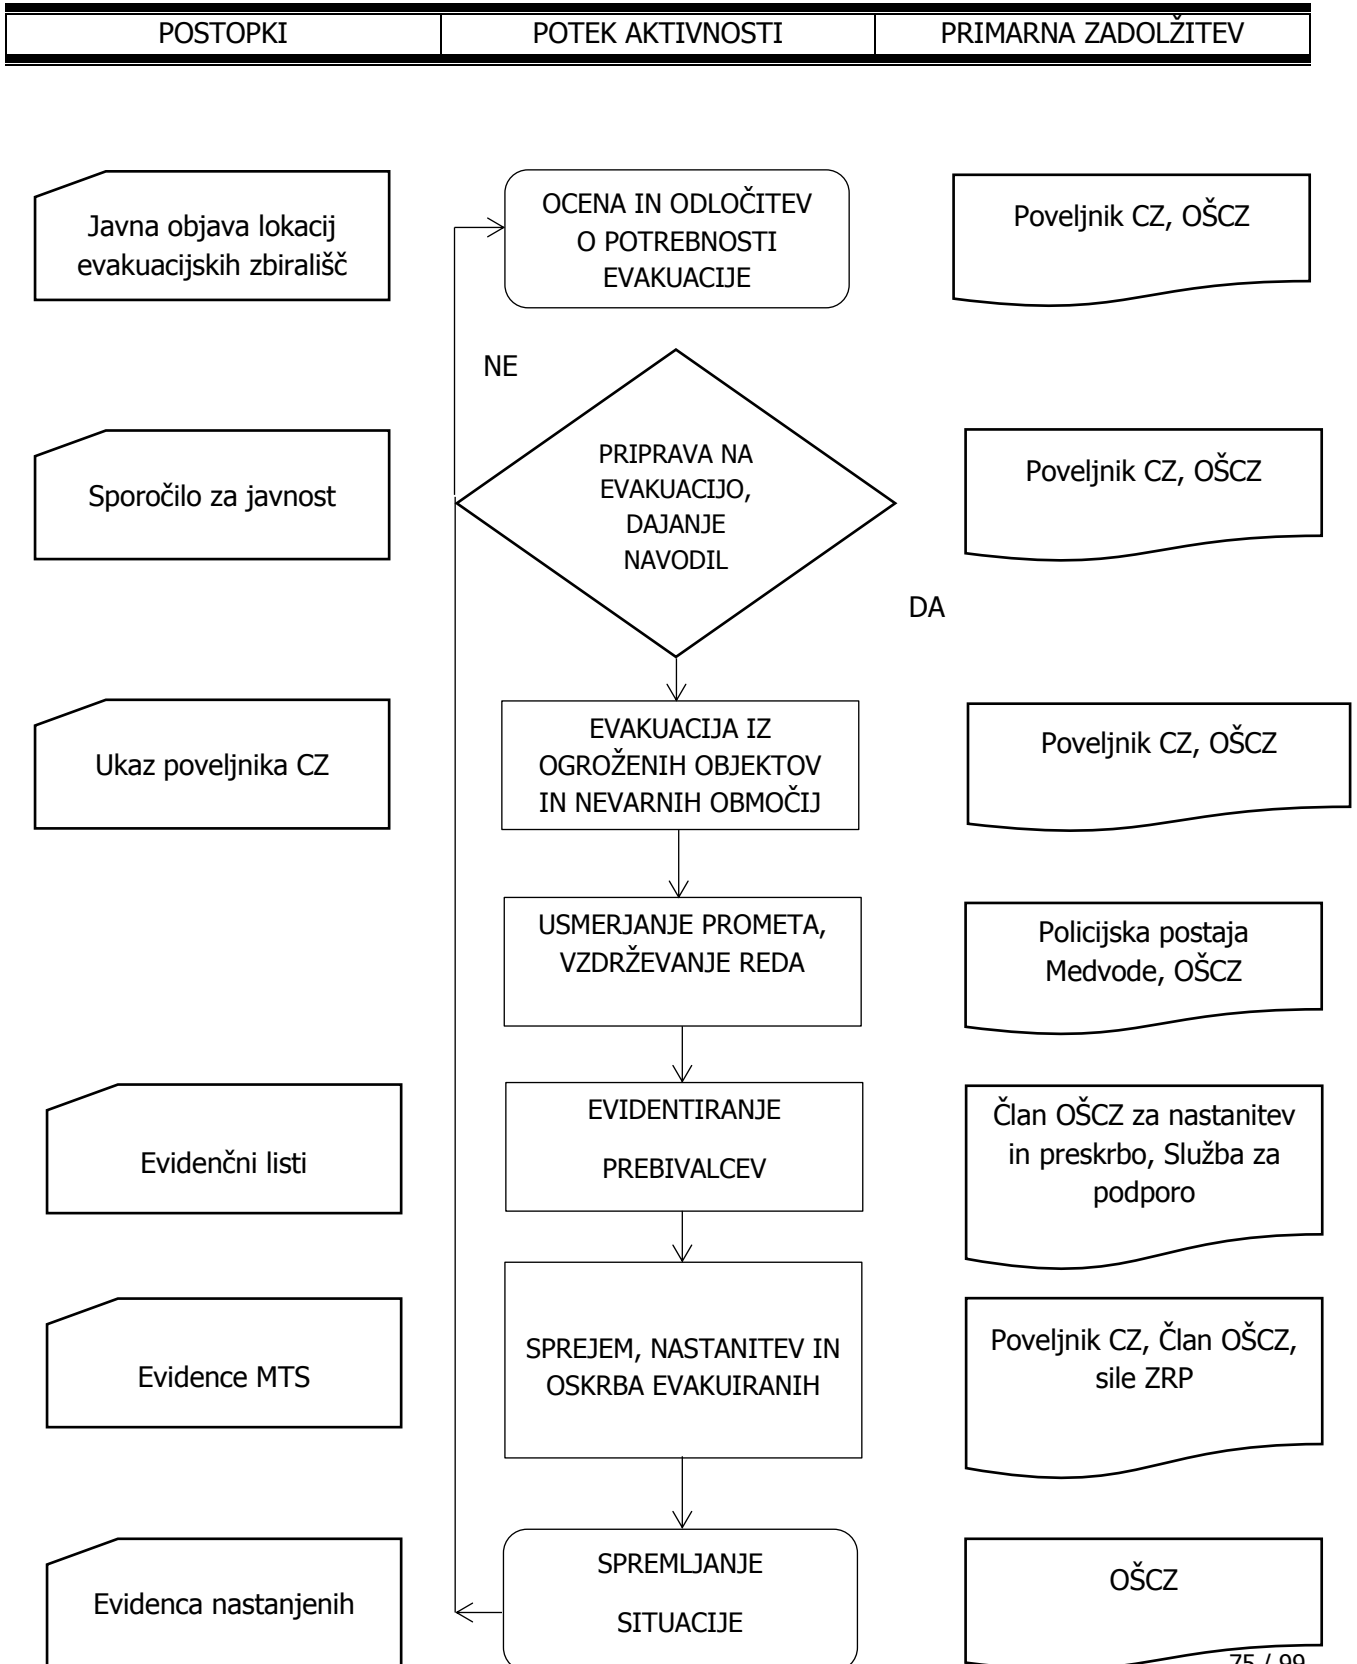 POSTOPKI
POTEK AKTIVNOSTI
PRIMARNA ZADOLŽITEV
Javna objava lokacij
evakuacijskih zbirališč
OCENA IN ODLOČITEV
O POTREBNOSTI
EVAKUACIJE
Poveljnik CZ, OŠCZ
NE
Sporočilo za javnost
PRIPRAVA NA
EVAKUACIJO,
DAJANJE
NAVODIL
Poveljnik CZ, OŠCZ
DA
Ukaz poveljnika CZ
EVAKUACIJA IZ
OGROŽENIH OBJEKTOV
IN NEVARNIH OBMOČIJ
Poveljnik CZ, OŠCZ
USMERJANJE PROMETA,
VZDRŽEVANJE REDA
Policijska postaja
Medvode, OŠCZ
Evidenčni listi
EVIDENTIRANJE
PREBIVALCEV
Član OŠCZ za nastanitev
in preskrbo, Služba za
podporo
Evidence MTS
SPREJEM, NASTANITEV IN
OSKRBA EVAKUIRANIH
Poveljnik CZ, Član OŠCZ,
sile ZRP
Evidenca nastanjenih
SPREMLJANJE
SITUACIJE
OŠCZ
75 / 99